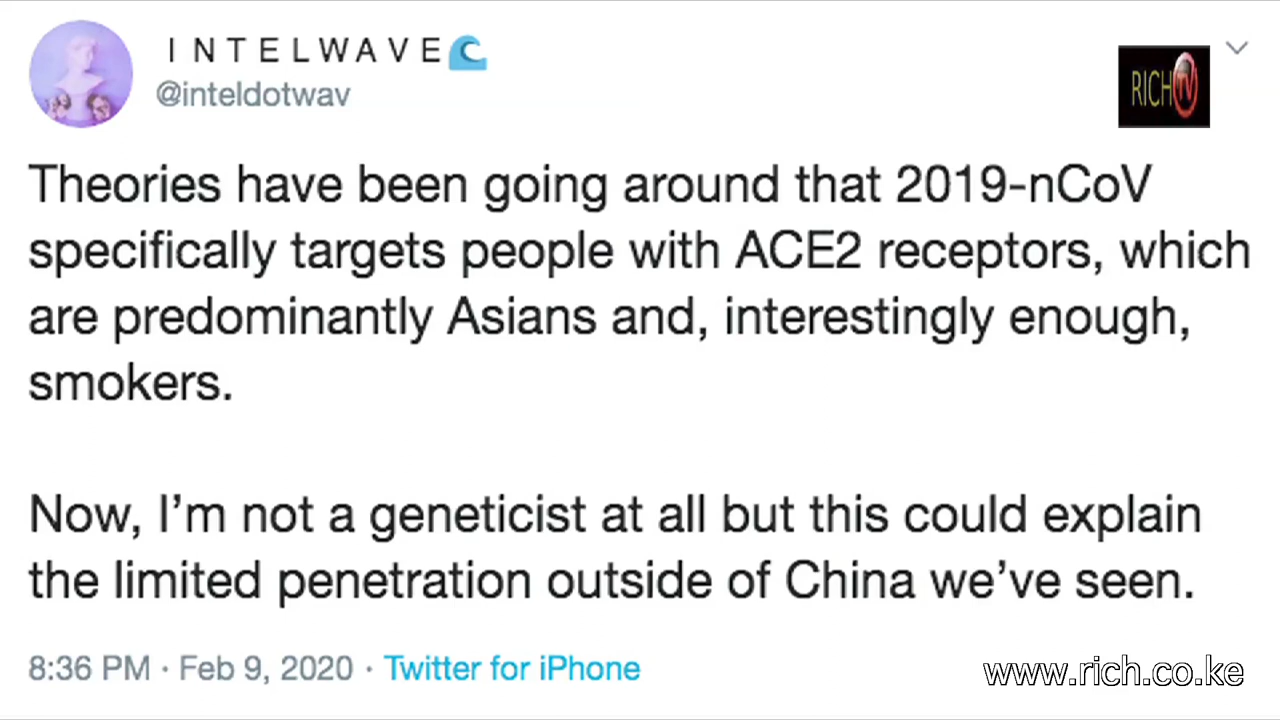 I N T E L W A V E🌊
@inteldotwav
RICH TV
Theories have been going around that 2019-nCoV
specifically targets people with ACE2 receptors, which
are predominantly Asians and, interestingly enough,
smokers.
Now, I’m not a geneticist at all but this could explain
the limited penetration outside of China we’ve seen.
8:36 PM · Feb 9, 2020 · Twitter for iPhone
www.rich.co.ke